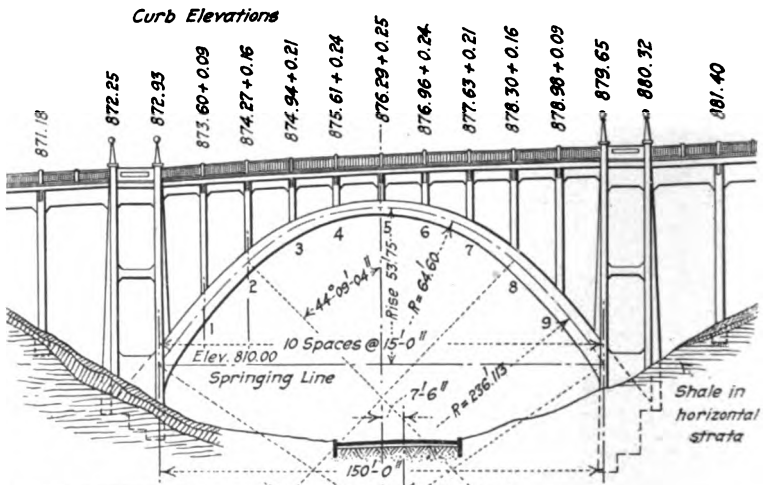 Curb Elevations
871.18
872.25
872.93
873.60 + 0.09
874.27 + 0.16
874.94 + 0.21
875.61 + 0.24
876.29 + 0.25
876.96 + 0.24
877.63 + 0.21
878.30 + 0.16
878.98 + 0.09
879.65
880.32
881.40
1
2
3
4
5
6
7
8
9
44°09'-04"
Rise 53.75'
R=64.60'
R=236.113'
10 Spaces @ 15'-0"
Elev. 810.00
Springing Line
7'-6"
150'-0"
Shale in
horizontal
strata